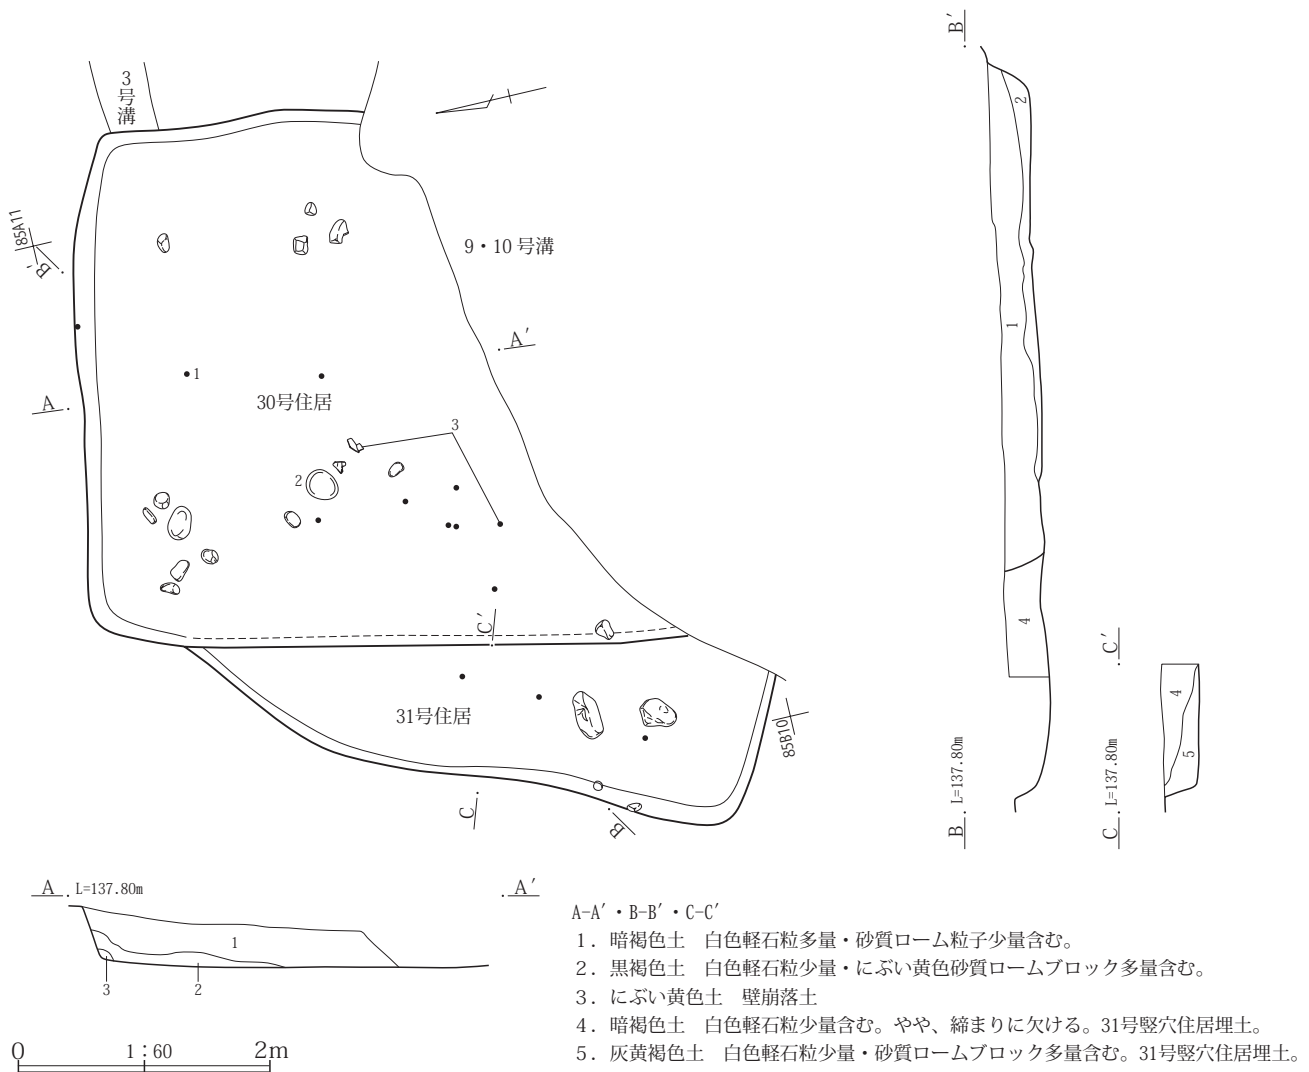 3号溝
85A11
B′
9・10 号溝
A′
1
30号住居
A
3
2
C′
31号住居
85B10
C
B
B′
2
1
4
B L=137.80m
C′
4
5
C L=137.80m
A L=137.80m A′
1
3
2
0 1：60 2m
A-A′・B-B′・C-C′
1．暗褐色土　白色軽石粒多量・砂質ローム粒子少量含む。
2．黒褐色土　白色軽石粒少量・にぶい黄色砂質ロームブロック多量含む。
3．にぶい黄色土　壁崩落土
4．暗褐色土　白色軽石粒少量含む。やや、締まりに欠ける。31号竪穴住居埋土。
5．灰黄褐色土　白色軽石粒少量・砂質ロームブロック多量含む。31号竪穴住居埋土。